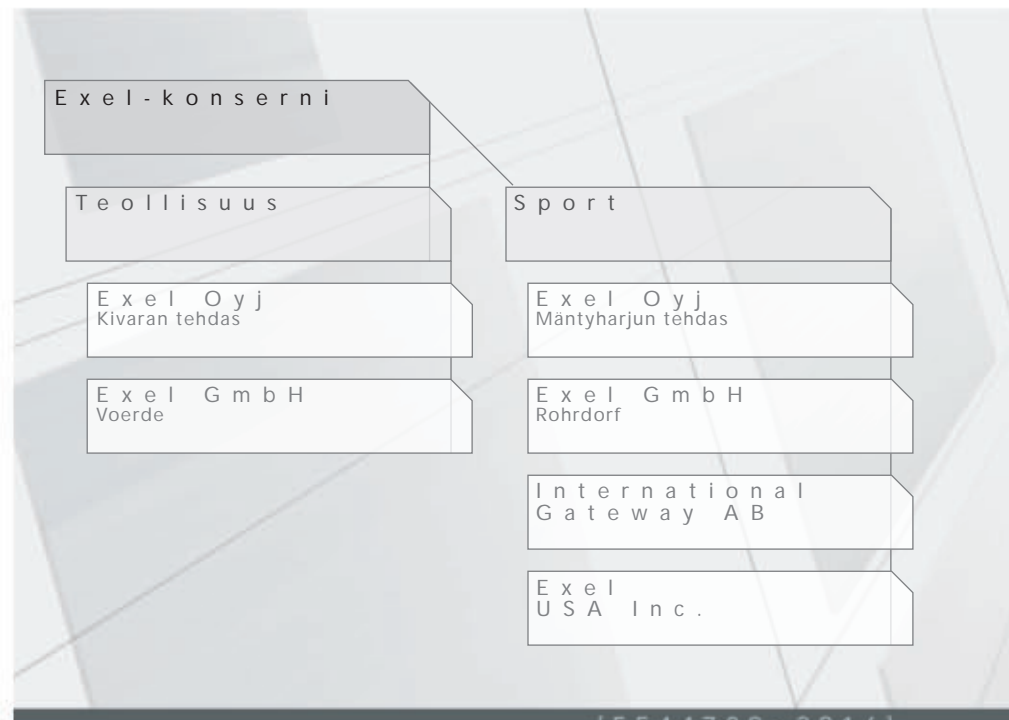 Exel-konserni
Teollisuus
Exel Oyj
Kivaran tehdas
Exel GmbH
Voerde
Sport
Exel Oyj
Mäntyharjun tehdas
Exel GmbH
Rohrdorf
International
Gateway AB
Exel
USA Inc.